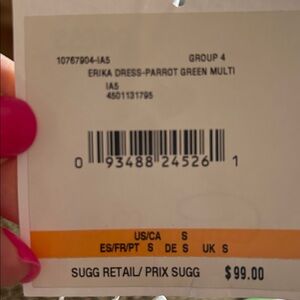 10767904-IA5 GROUP 4
ERIKA DRESS-PARROT GREEN MULTI
IA5
4501131795
0 93488 24526 1
US/CA S
ES/FR/PT S DE S UK S
SUGG RETAIL/ PRIX SUGG $99.00